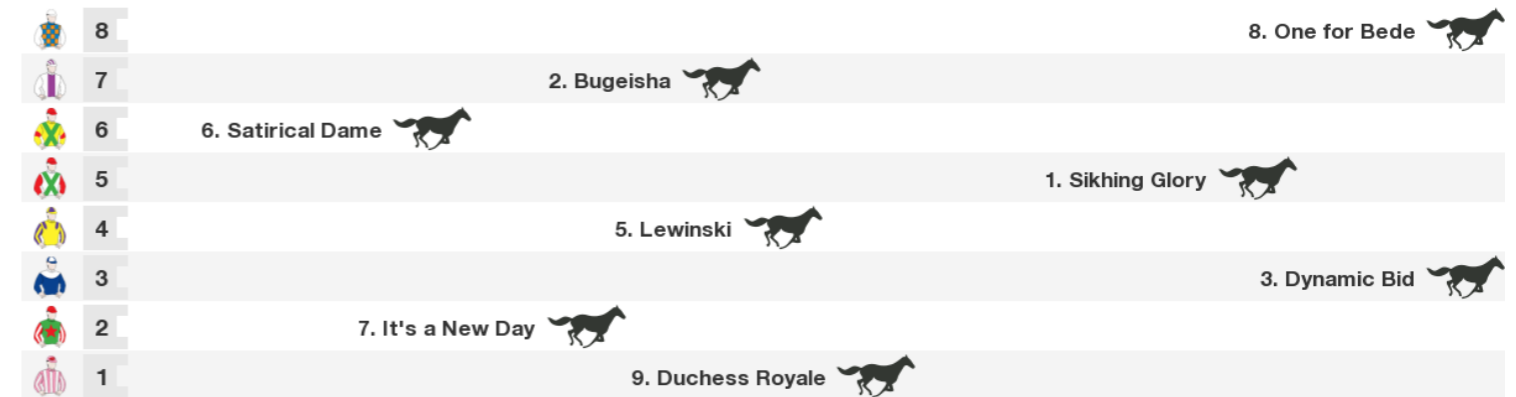 8 8. One for Bede
7 2. Bugeisha
6 6. Satirical Dame
5 1. Sikhing Glory
4 5. Lewinski
3 3. Dynamic Bid
2 7. It's a New Day
1 9. Duchess Royale